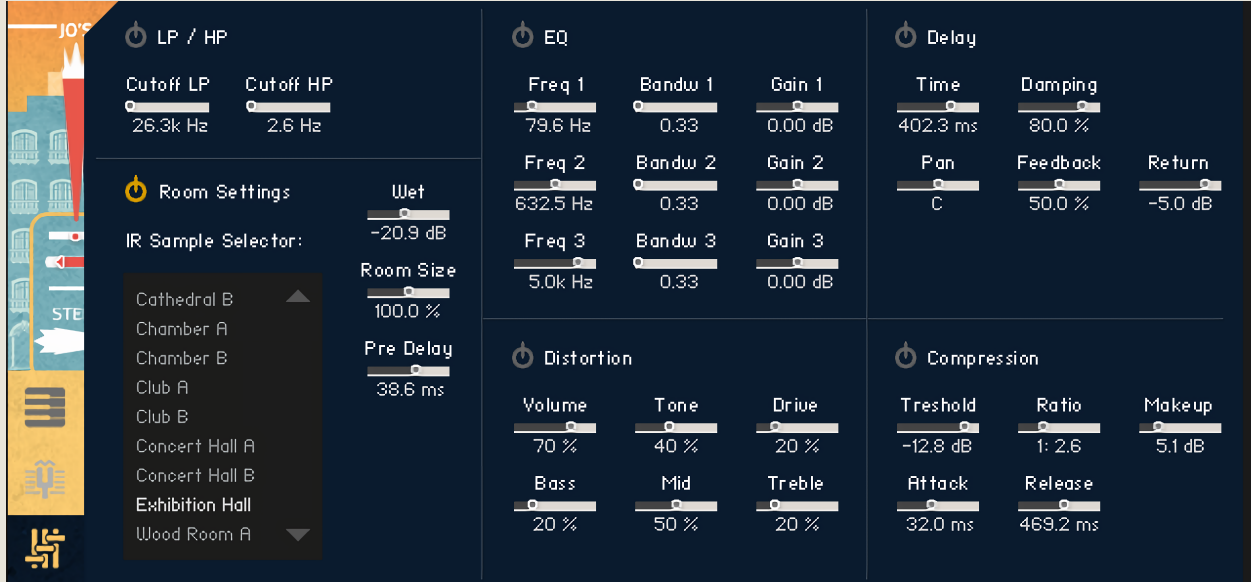 JO'S
STE
LP / HP
Cutoff LP Cutoff HP
26.3k Hz 2.6 Hz
Room Settings
IR Sample Selector:
Cathedral B
Chamber A
Chamber B
Club A
Club B
Concert Hall A
Concert Hall B
Exhibition Hall
Wood Room A
Wet
-20.9 dB
Room Size
100.0 %
Pre Delay
38.6 ms
EQ
Freq 1 Bandw 1 Gain 1
79.6 Hz 0.33 0.00 dB
Freq 2 Bandw 2 Gain 2
632.5 Hz 0.33 0.00 dB
Freq 3 Bandw 3 Gain 3
5.0k Hz 0.33 0.00 dB
Delay
Time Damping
402.3 ms 80.0 %
Pan Feedback Return
C 50.0 % -5.0 dB
Distortion
Volume Tone Drive
70 % 40 % 20 %
Bass Mid Treble
20 % 50 % 20 %
Compression
Treshold Ratio Makeup
-12.8 dB 1: 2.6 5.1 dB
Attack Release
32.0 ms 469.2 ms